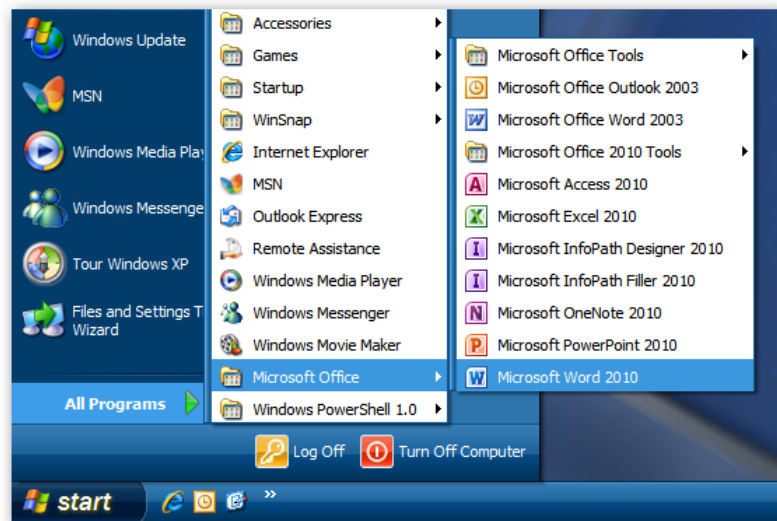 Windows Update
MSN
Windows Media Play
Windows Messenge
Tour Windows XP
Files and Settings T
Wizard
All Programs
Accessories
Games
Startup
WinSnap
Internet Explorer
MSN
Outlook Express
Remote Assistance
Windows Media Player
Windows Messenger
Windows Movie Maker
Microsoft Office
Windows PowerShell 1.0
Microsoft Office Tools
Microsoft Office Outlook 2003
Microsoft Office Word 2003
Microsoft Office 2010 Tools
Microsoft Access 2010
Microsoft Excel 2010
Microsoft InfoPath Designer 2010
Microsoft InfoPath Filler 2010
Microsoft OneNote 2010
Microsoft PowerPoint 2010
Microsoft Word 2010
Log Off
Turn Off Computer
start